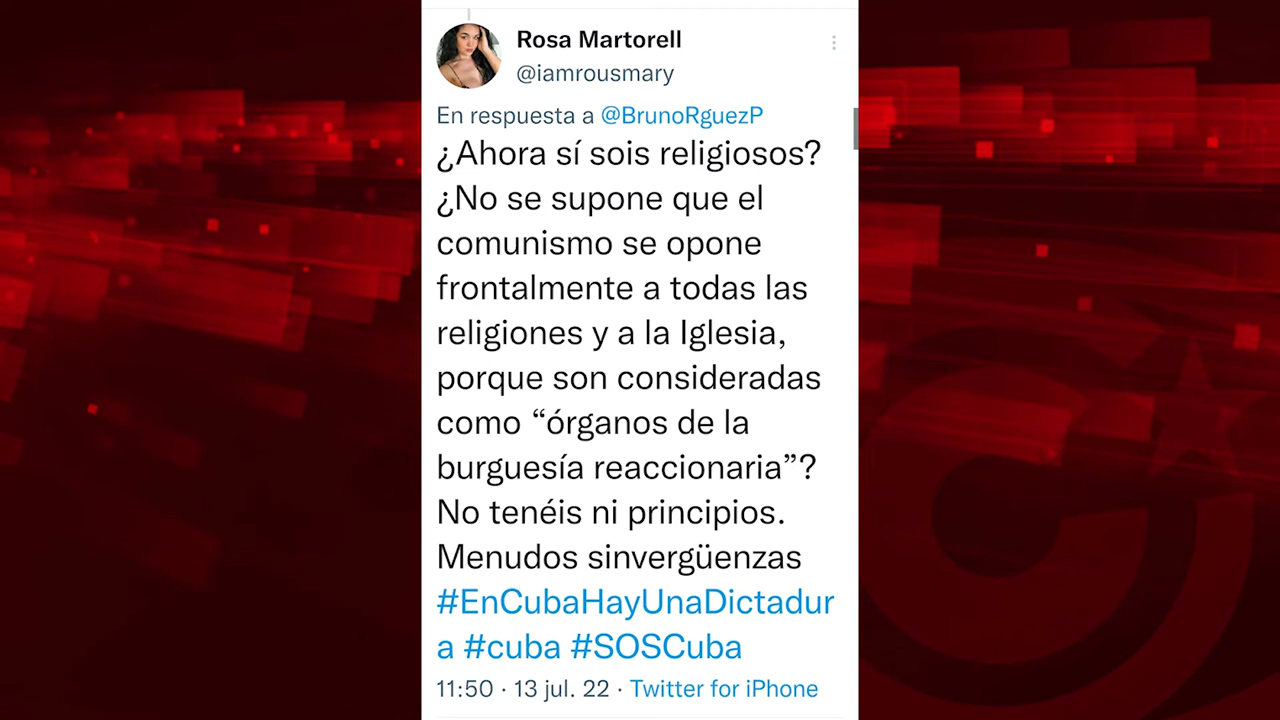 Rosa Martorell
@iamrousmary
En respuesta a @BrunoRguezP
¿Ahora sí sois religiosos?
¿No se supone que el
comunismo se opone
frontalmente a todas las
religiones y a la Iglesia,
porque son consideradas
como “órganos de la
burguesía reaccionaria”?
No tenéis ni principios.
Menudos sinvergüenzas
#EnCubaHayUnaDictadur
a #cuba #SOSCuba
11:50 · 13 jul. 22 · Twitter for iPhone